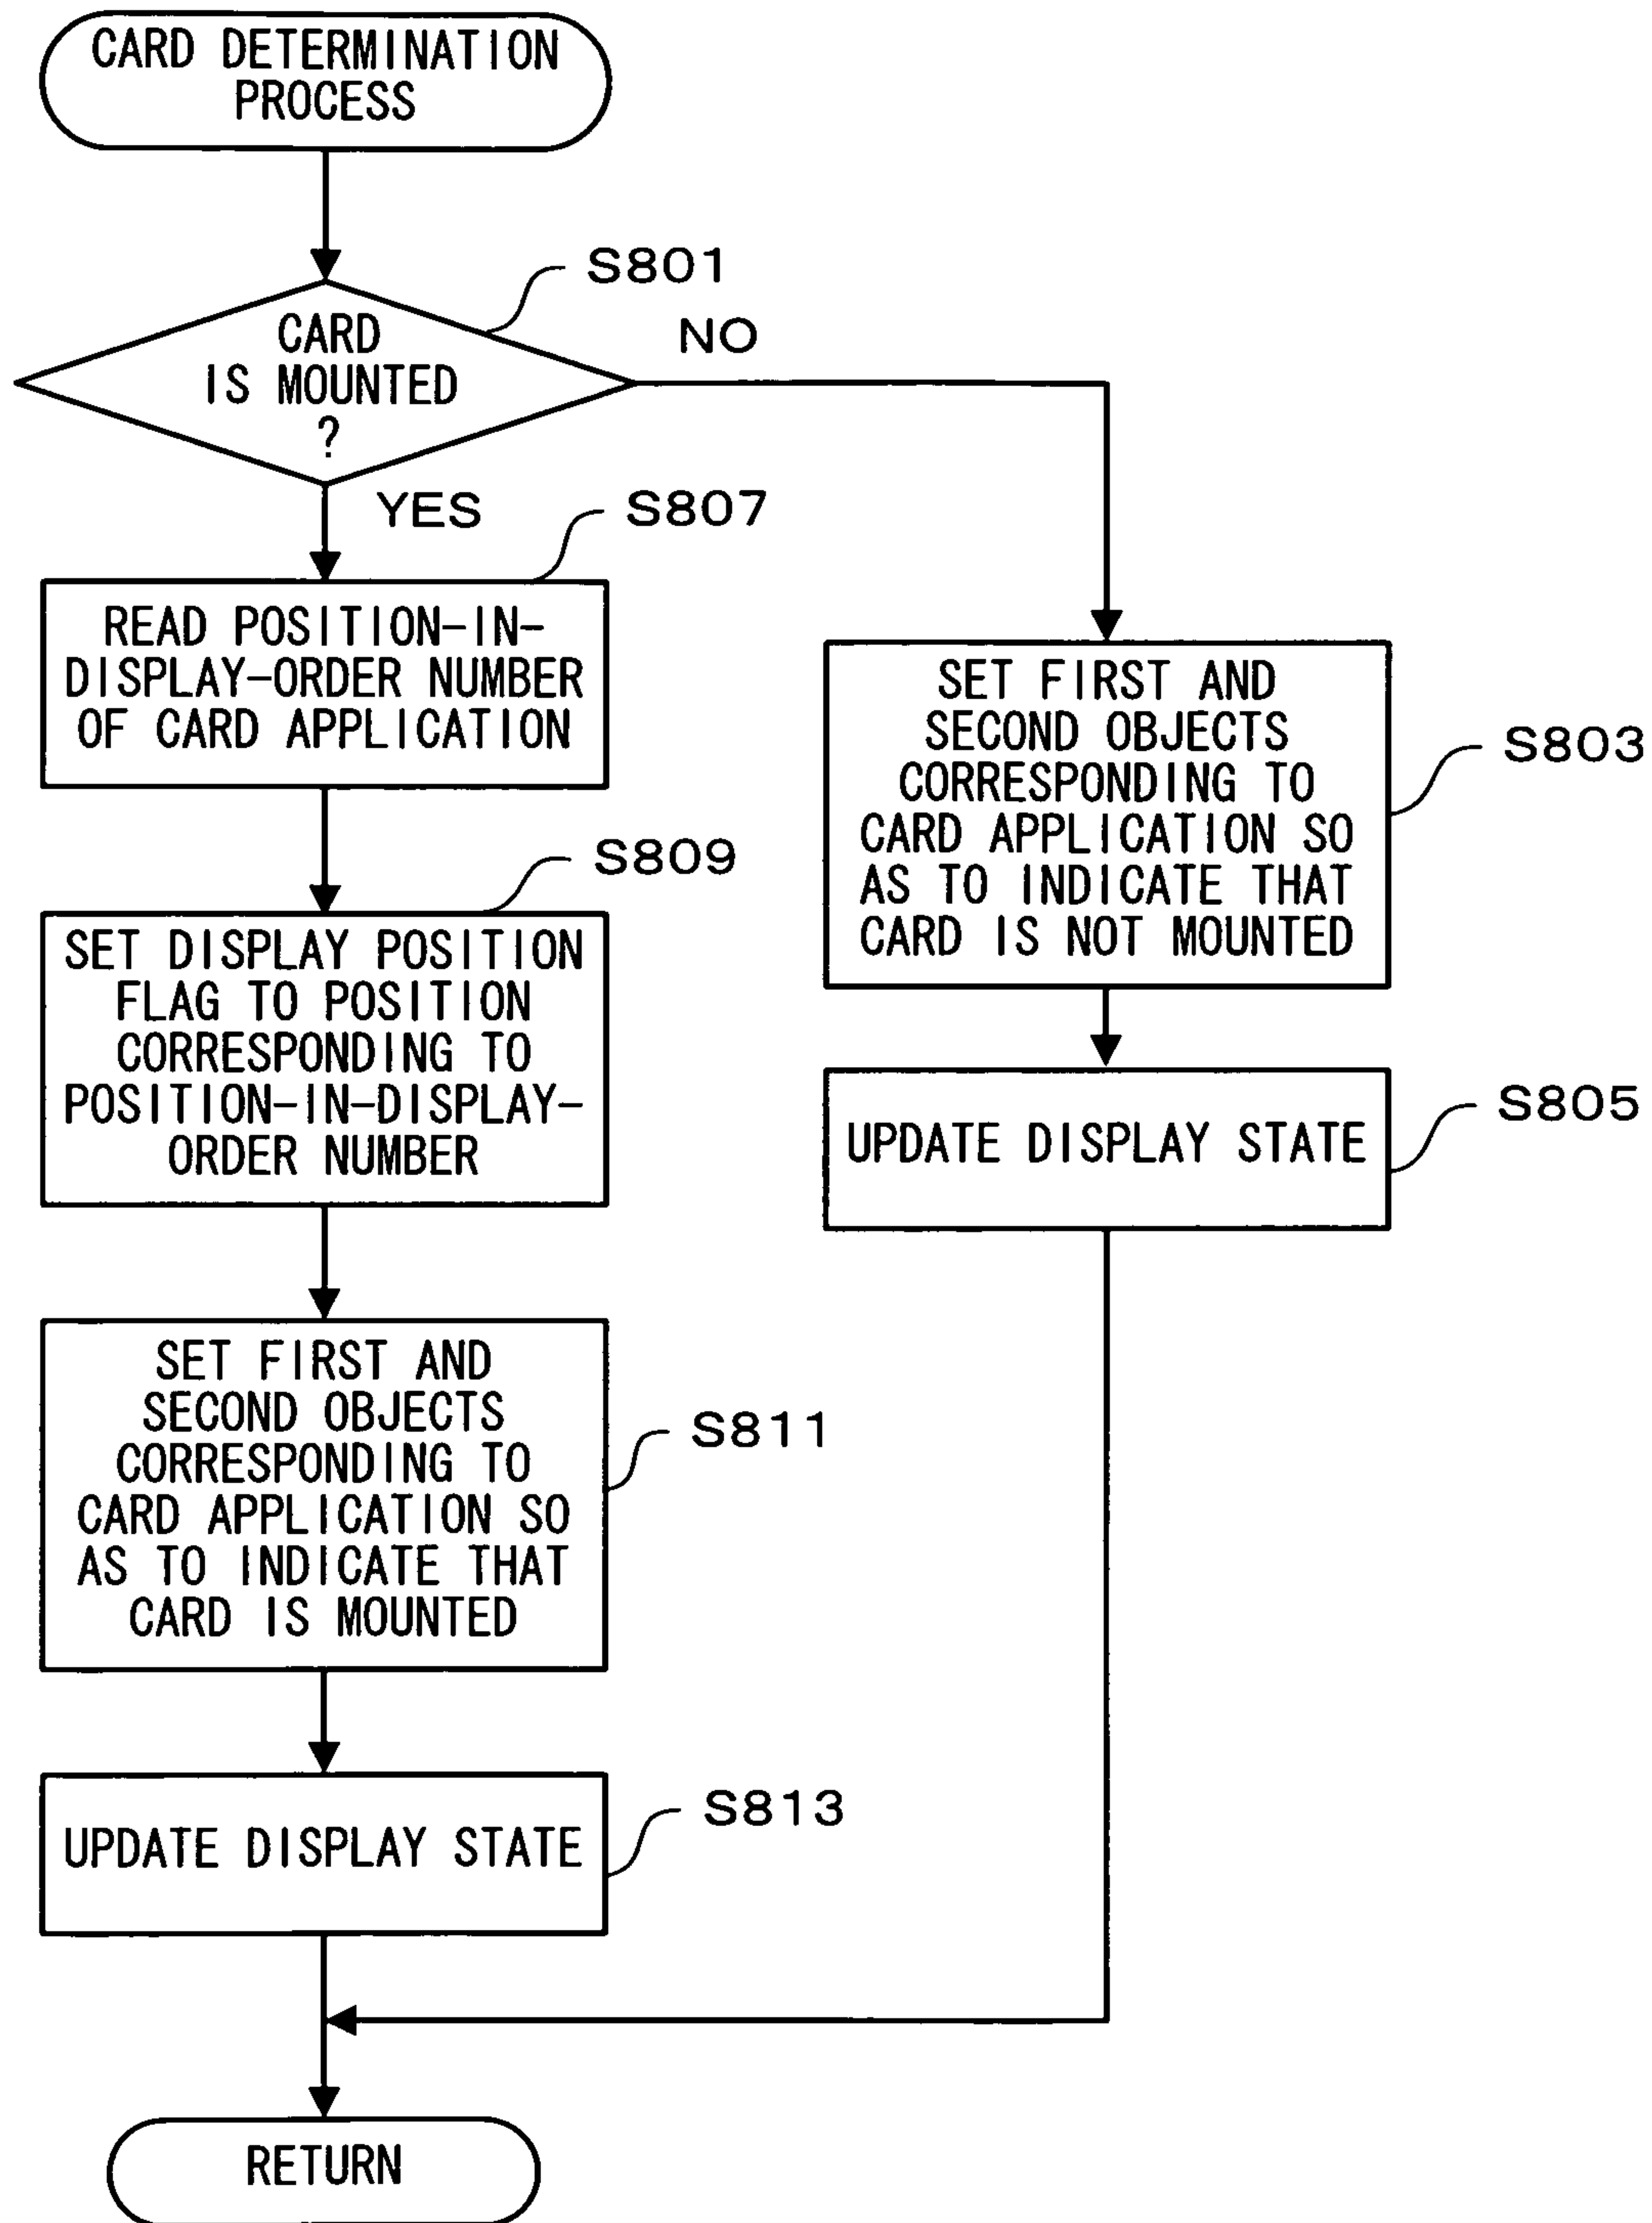 CARD DETERMINATION
PROCESS
S801
CARD
IS MOUNTED
?
NO
YES
S807
READ POSITION-IN-
DISPLAY-ORDER NUMBER
OF CARD APPLICATION
S809
SET DISPLAY POSITION
FLAG TO POSITION
CORRESPONDING TO
POSITION-IN-DISPLAY-
ORDER NUMBER
SET FIRST AND
SECOND OBJECTS
CORRESPONDING TO
CARD APPLICATION SO
AS TO INDICATE THAT
CARD IS MOUNTED
S811
UPDATE DISPLAY STATE
S813
SET FIRST AND
SECOND OBJECTS
CORRESPONDING TO
CARD APPLICATION SO
AS TO INDICATE THAT
CARD IS NOT MOUNTED
S803
UPDATE DISPLAY STATE
S805
RETURN